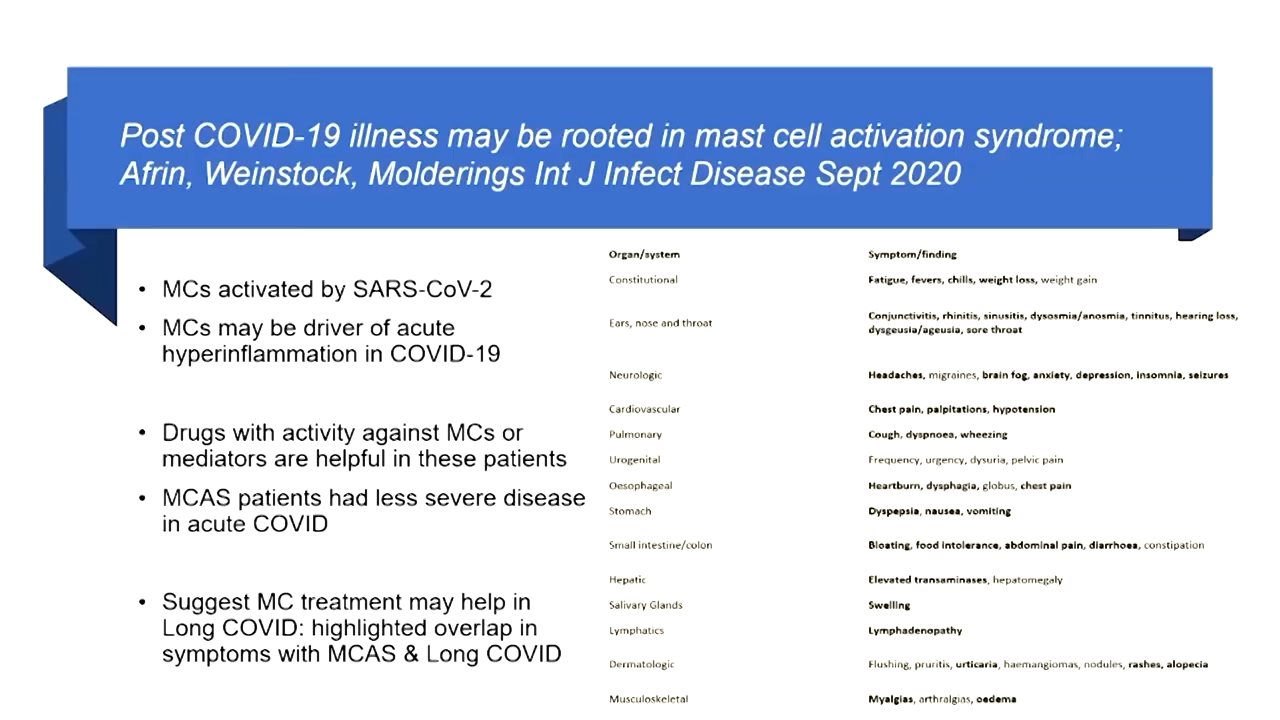 Post COVID-19 illness may be rooted in mast cell activation syndrome;
Afrin, Weinstock, Molderings Int J Infect Disease Sept 2020
• MCs activated by SARS-CoV-2
• MCs may be driver of acute
hyperinflammation in COVID-19
• Drugs with activity against MCs or
mediators are helpful in these patients
• MCAS patients had less severe disease
in acute COVID
• Suggest MC treatment may help in
Long COVID: highlighted overlap in
symptoms with MCAS & Long COVID
Organ/system Symptom/finding
Constitutional Fatigue, fevers, chills, weight loss, weight gain
Ears, nose and throat Conjunctivitis, rhinitis, sinusitis, dysosmia/anosmia, tinnitus, hearing loss,
dysgeusia/ageusia, sore throat
Neurologic Headaches, migraines, brain fog, anxiety, depression, insomnia, seizures
Cardiovascular Chest pain, palpitations, hypotension
Pulmonary Cough, dyspnoea, wheezing
Urogenital Frequency, urgency, dysuria, pelvic pain
Oesophageal Heartburn, dysphagia, globus, chest pain
Stomach Dyspepsia, nausea, vomiting
Small intestine/colon Bloating, food intolerance, abdominal pain, diarrhoea, constipation
Hepatic Elevated transaminases, hepatomegaly
Salivary Glands Swelling
Lymphatics Lymphadenopathy
Dermatologic Flushing, pruritis, urticaria, haemangiomas, nodules, rashes, alopecia
Musculoskeletal Myalgias, arthralgias, oedema